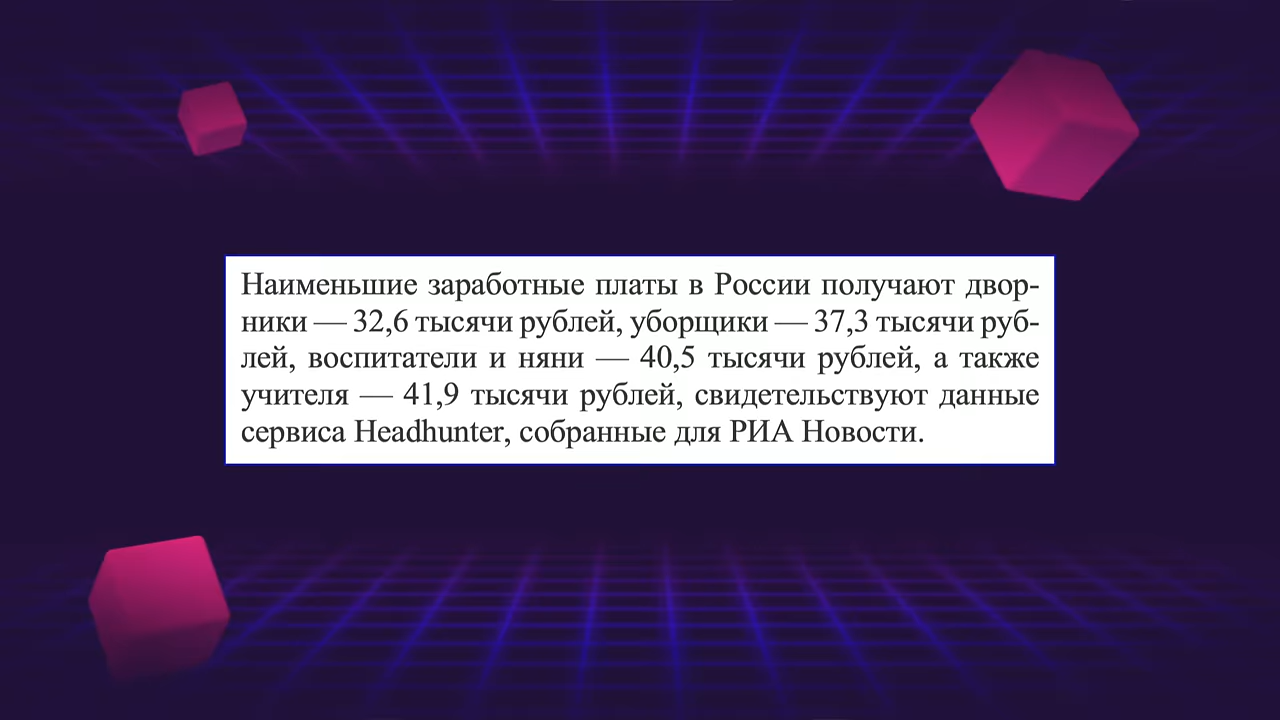 Наименьшие заработные платы в России получают двор-
ники — 32,6 тысячи рублей, уборщики — 37,3 тысячи руб-
лей, воспитатели и няни — 40,5 тысячи рублей, а также
учителя — 41,9 тысячи рублей, свидетельствуют данные
сервиса Headhunter, собранные для РИА Новости.